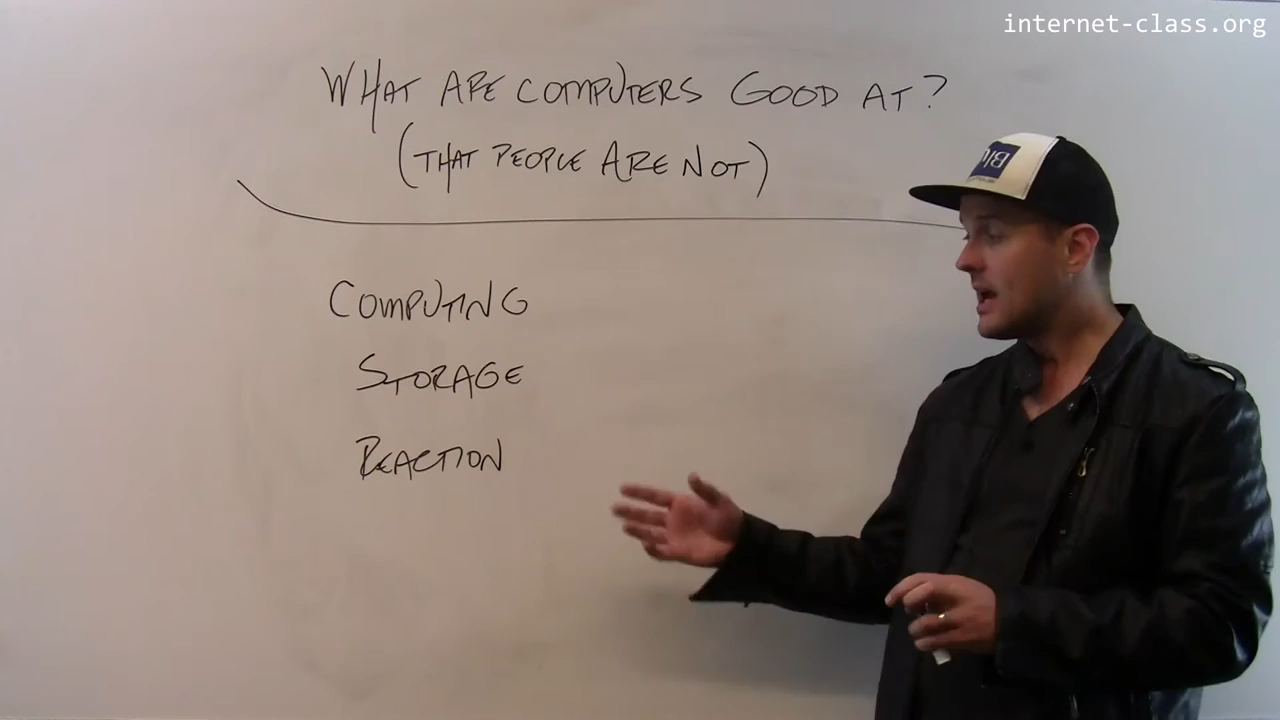 internet-class.org
WHAT ARE COMPUTERS GOOD AT?
(THAT PEOPLE ARE NOT)
COMPUTING
STORAGE
REACTION